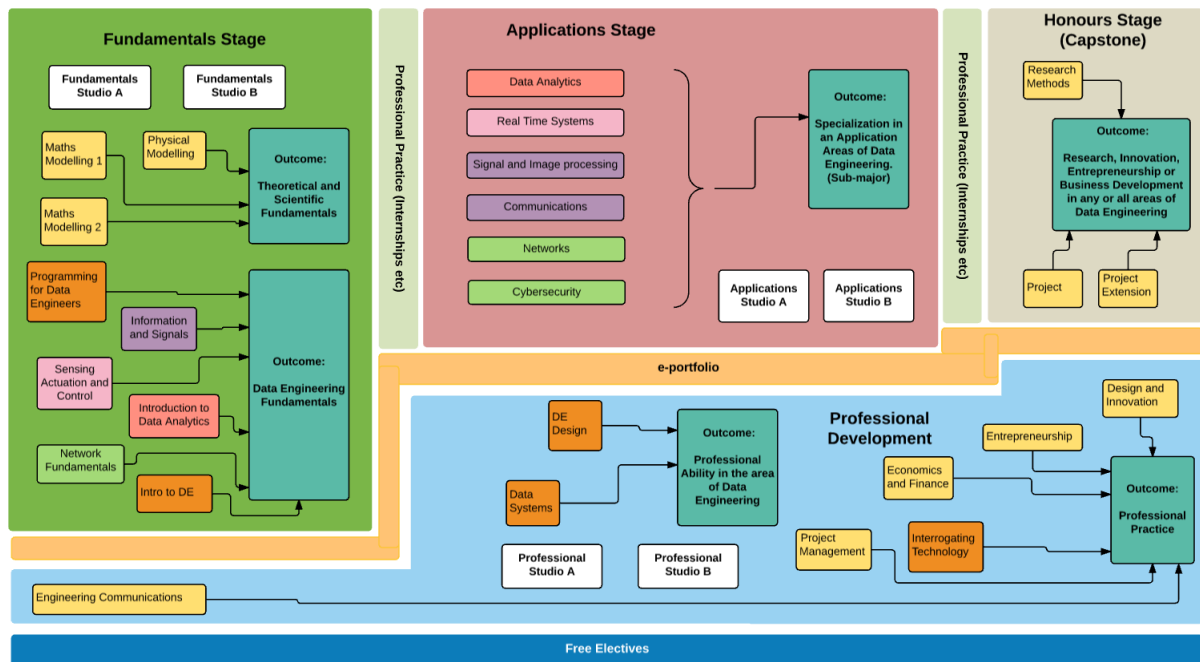 Fundamentals Stage
Fundamentals
Studio A
Fundamentals
Studio B
Maths
Modelling 1
Physical
Modelling
Maths
Modelling 2
Outcome:
Theoretical and
Scientific
Fundamentals
Programming
for Data
Engineers
Information
and Signals
Sensing
Actuation and
Control
Introduction to
Data Analytics
Network
Fundamentals
Intro to DE
Outcome:
Data Engineering
Fundamentals
Professional Practice (Internships etc)
Applications Stage
Data Analytics
Real Time Systems
Signal and Image processing
Communications
Networks
Cybersecurity
Outcome:
Specialization in
an Application
Areas of Data
Engineering.
(Sub-major)
Applications
Studio A
Applications
Studio B
Professional Practice (Internships etc)
Honours Stage
(Capstone)
Research
Methods
Outcome:
Research, Innovation,
Entrepreneurship or
Business Development
in any or all areas of
Data Engineering
Project
Project
Extension
e-portfolio
DE
Design
Data
Systems
Outcome:
Professional
Ability in the area
of Data
Engineering
Professional
Studio A
Professional
Studio B
Professional
Development
Design and
Innovation
Entrepreneurship
Economics
and Finance
Project
Management
Interrogating
Technology
Outcome:
Professional
Practice
Engineering Communications
Free Electives